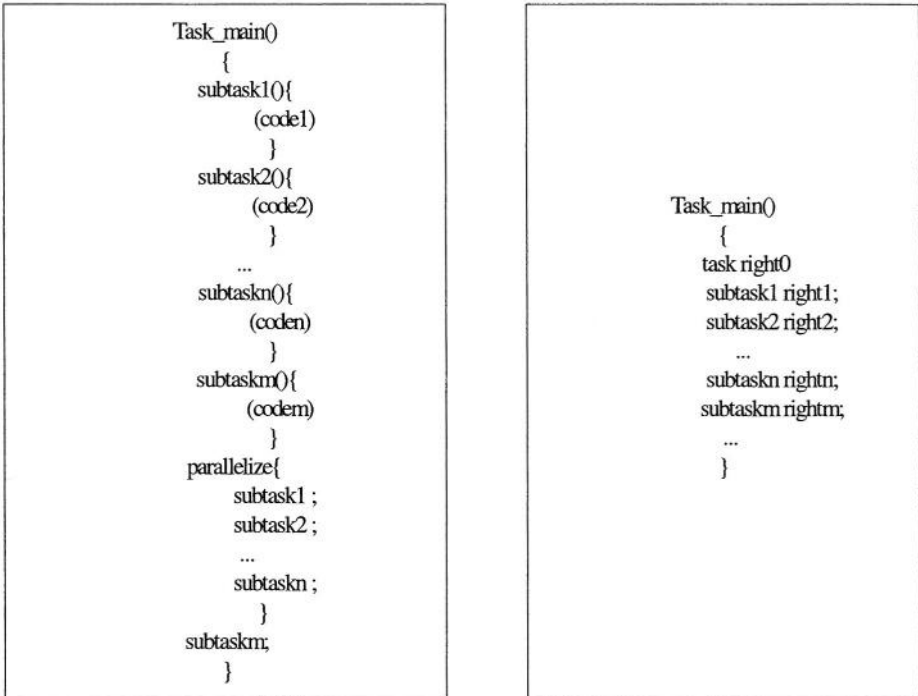 Task_main()
{
subtask1(){
(code1)
}
subtask2(){
(code2)
}
...
subtaskn(){
(coden)
}
subtaskm(){
(codem)
}
parallelize{
subtask1 ;
subtask2 ;
...
subtaskn ;
}
subtaskm;
}
Task_main()
{
task right0
subtask1 right1;
subtask2 right2;
...
subtaskn rightn;
subtaskm rightm;
...
}